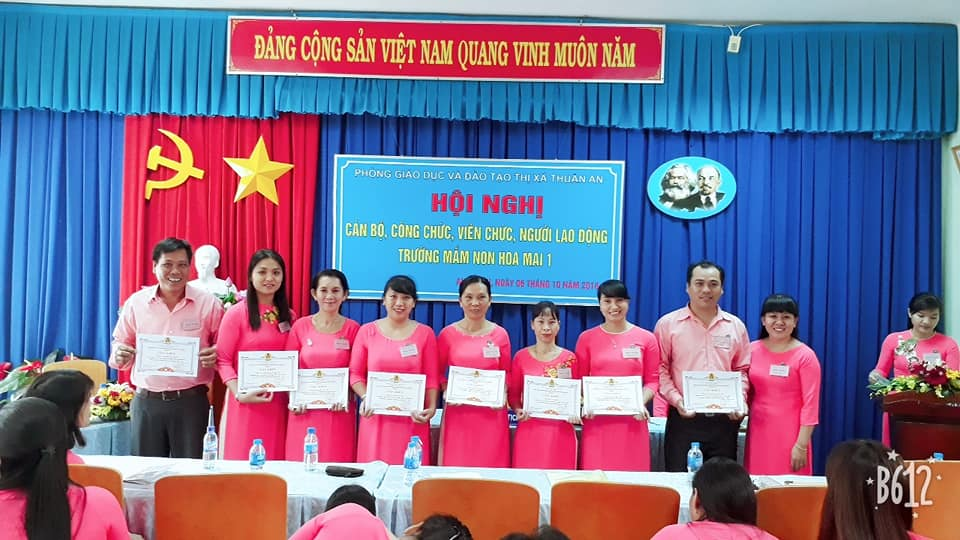 ĐẢNG CỘNG SẢN VIỆT NAM QUANG VINH MUÔN NĂM
PHÒNG GIÁO DỤC VÀ ĐÀO TẠO THỊ XÃ THUẬN AN
HỘI NGHỊ
CÁN BỘ, CÔNG CHỨC, VIÊN CHỨC, NGƯỜI LAO ĐỘNG
TRƯỜNG MẦM NON HOA MAI 1
NGÀY 05 THÁNG 10 NĂM
B612